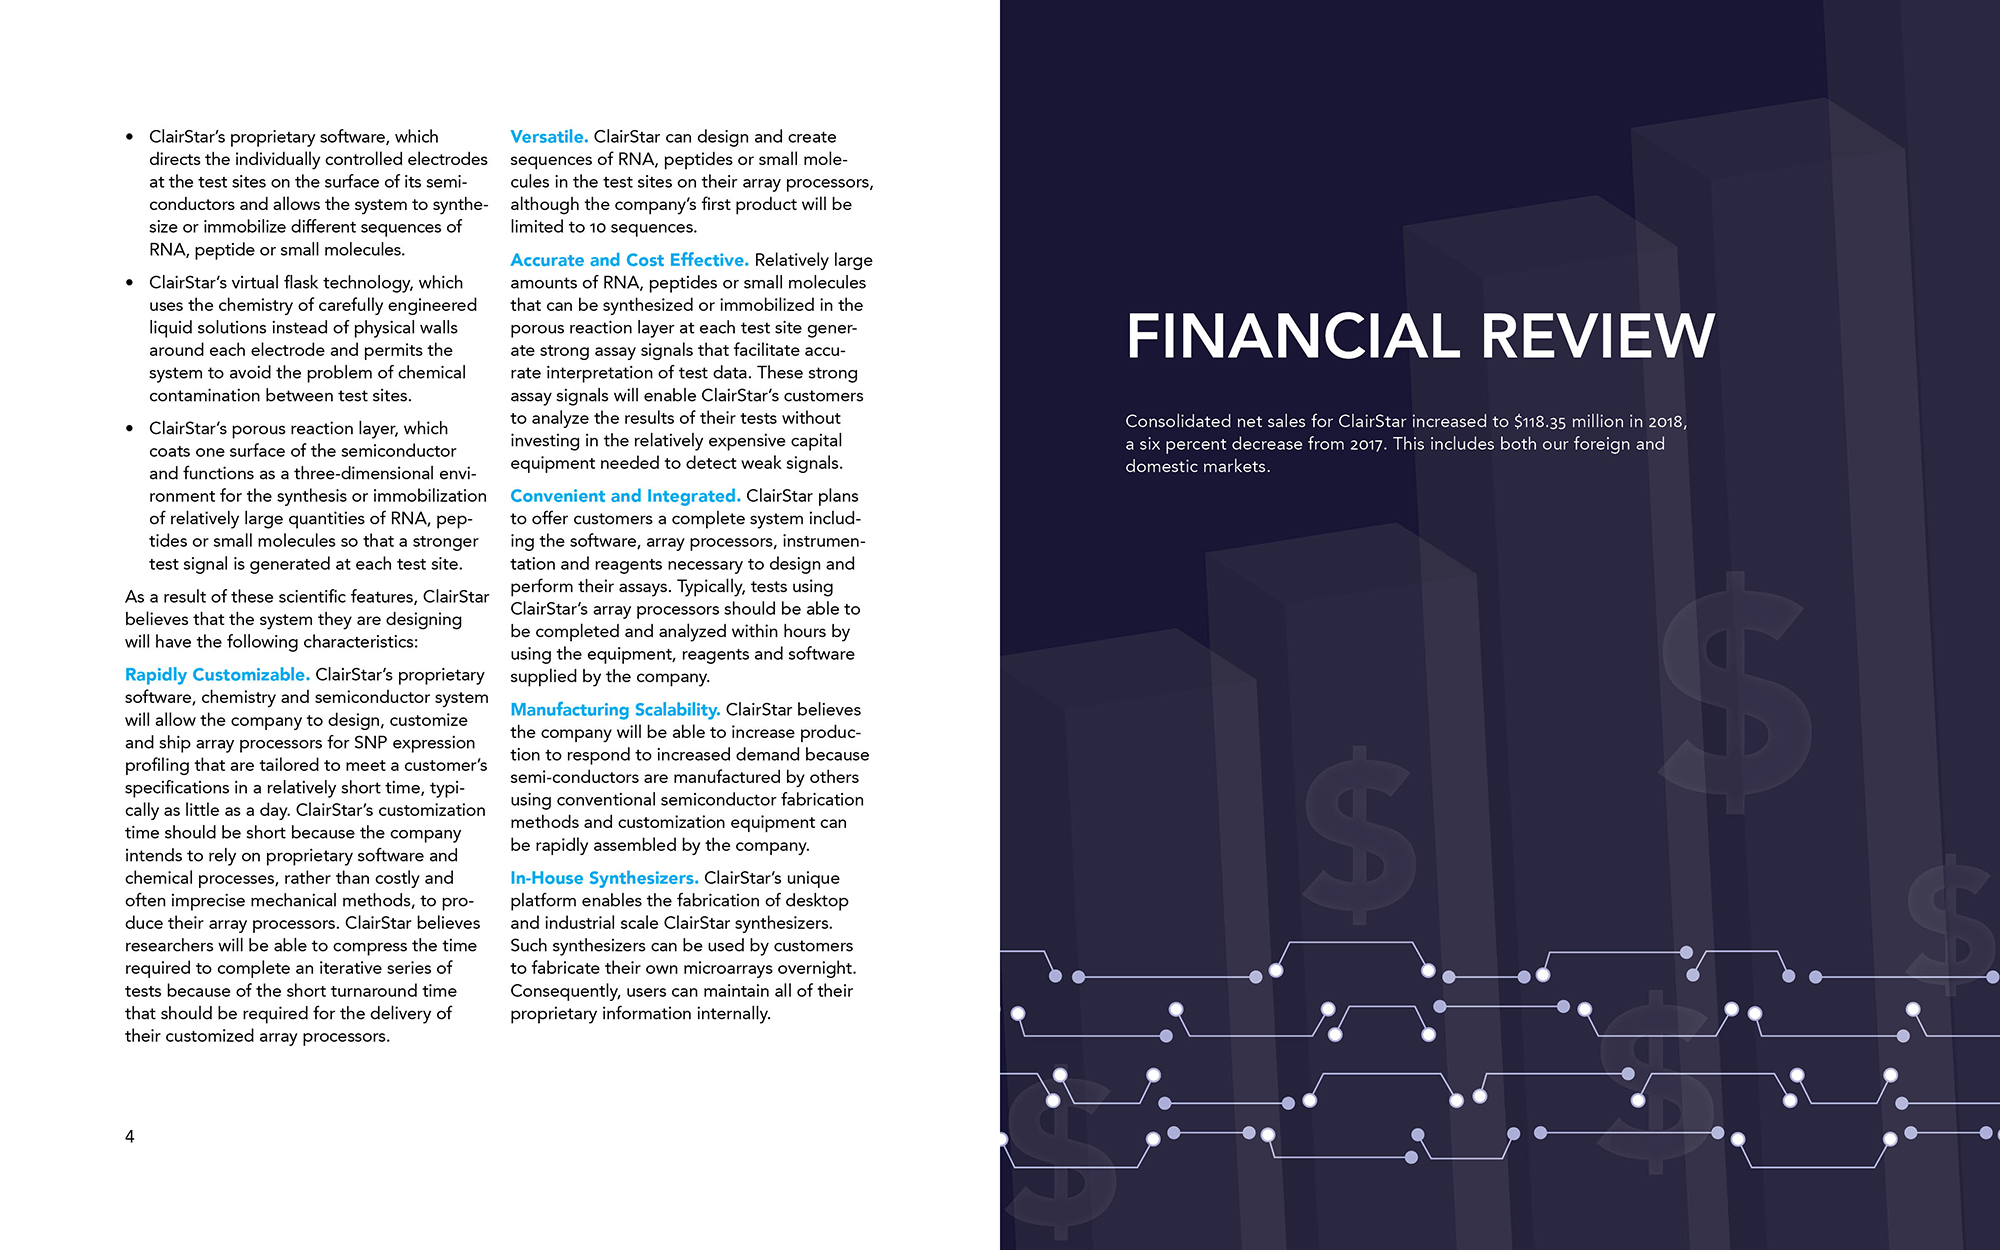 • ClairStar’s proprietary software, which
directs the individually controlled electrodes
at the test sites on the surface of its semi-
conductors and allows the system to synthe-
size or immobilize different sequences of
RNA, peptide or small molecules.
• ClairStar’s virtual flask technology, which
uses the chemistry of carefully engineered
liquid solutions instead of physical walls
around each electrode and permits the
system to avoid the problem of chemical
contamination between test sites.
• ClairStar’s porous reaction layer, which
coats one surface of the semiconductor
and functions as a three-dimensional envi-
ronment for the synthesis or immobilization
of relatively large quantities of RNA, pep-
tides or small molecules so that a stronger
test signal is generated at each test site.
As a result of these scientific features, ClairStar
believes that the system they are designing
will have the following characteristics:
Rapidly Customizable. ClairStar’s proprietary
software, chemistry and semiconductor system
will allow the company to design, customize
and ship array processors for SNP expression
profiling that are tailored to meet a customer’s
specifications in a relatively short time, typi-
cally as little as a day. ClairStar’s customization
time should be short because the company
intends to rely on proprietary software and
chemical processes, rather than costly and
often imprecise mechanical methods, to pro-
duce their array processors. ClairStar believes
researchers will be able to compress the time
required to complete an iterative series of
tests because of the short turnaround time
that should be required for the delivery of
their customized array processors.
Versatile. ClairStar can design and create
sequences of RNA, peptides or small mole-
cules in the test sites on their array processors,
although the company’s first product will be
limited to 10 sequences.
Accurate and Cost Effective. Relatively large
amounts of RNA, peptides or small molecules
that can be synthesized or immobilized in the
porous reaction layer at each test site gener-
ate strong assay signals that facilitate accu-
rate interpretation of test data. These strong
assay signals will enable ClairStar’s customers
to analyze the results of their tests without
investing in the relatively expensive capital
equipment needed to detect weak signals.
Convenient and Integrated. ClairStar plans
to offer customers a complete system includ-
ing the software, array processors, instrumen-
tation and reagents necessary to design and
perform their assays. Typically, tests using
ClairStar’s array processors should be able to
be completed and analyzed within hours by
using the equipment, reagents and software
supplied by the company.
Manufacturing Scalability. ClairStar believes
the company will be able to increase produc-
tion to respond to increased demand because
semi-conductors are manufactured by others
using conventional semiconductor fabrication
methods and customization equipment can
be rapidly assembled by the company.
In-House Synthesizers. ClairStar’s unique
platform enables the fabrication of desktop
and industrial scale ClairStar synthesizers.
Such synthesizers can be used by customers
to fabricate their own microarrays overnight.
Consequently, users can maintain all of their
proprietary information internally.
4
FINANCIAL REVIEW
Consolidated net sales for ClairStar increased to $118.35 million in 2018,
a six percent decrease from 2017. This includes both our foreign and
domestic markets.
$
$
$
$
$